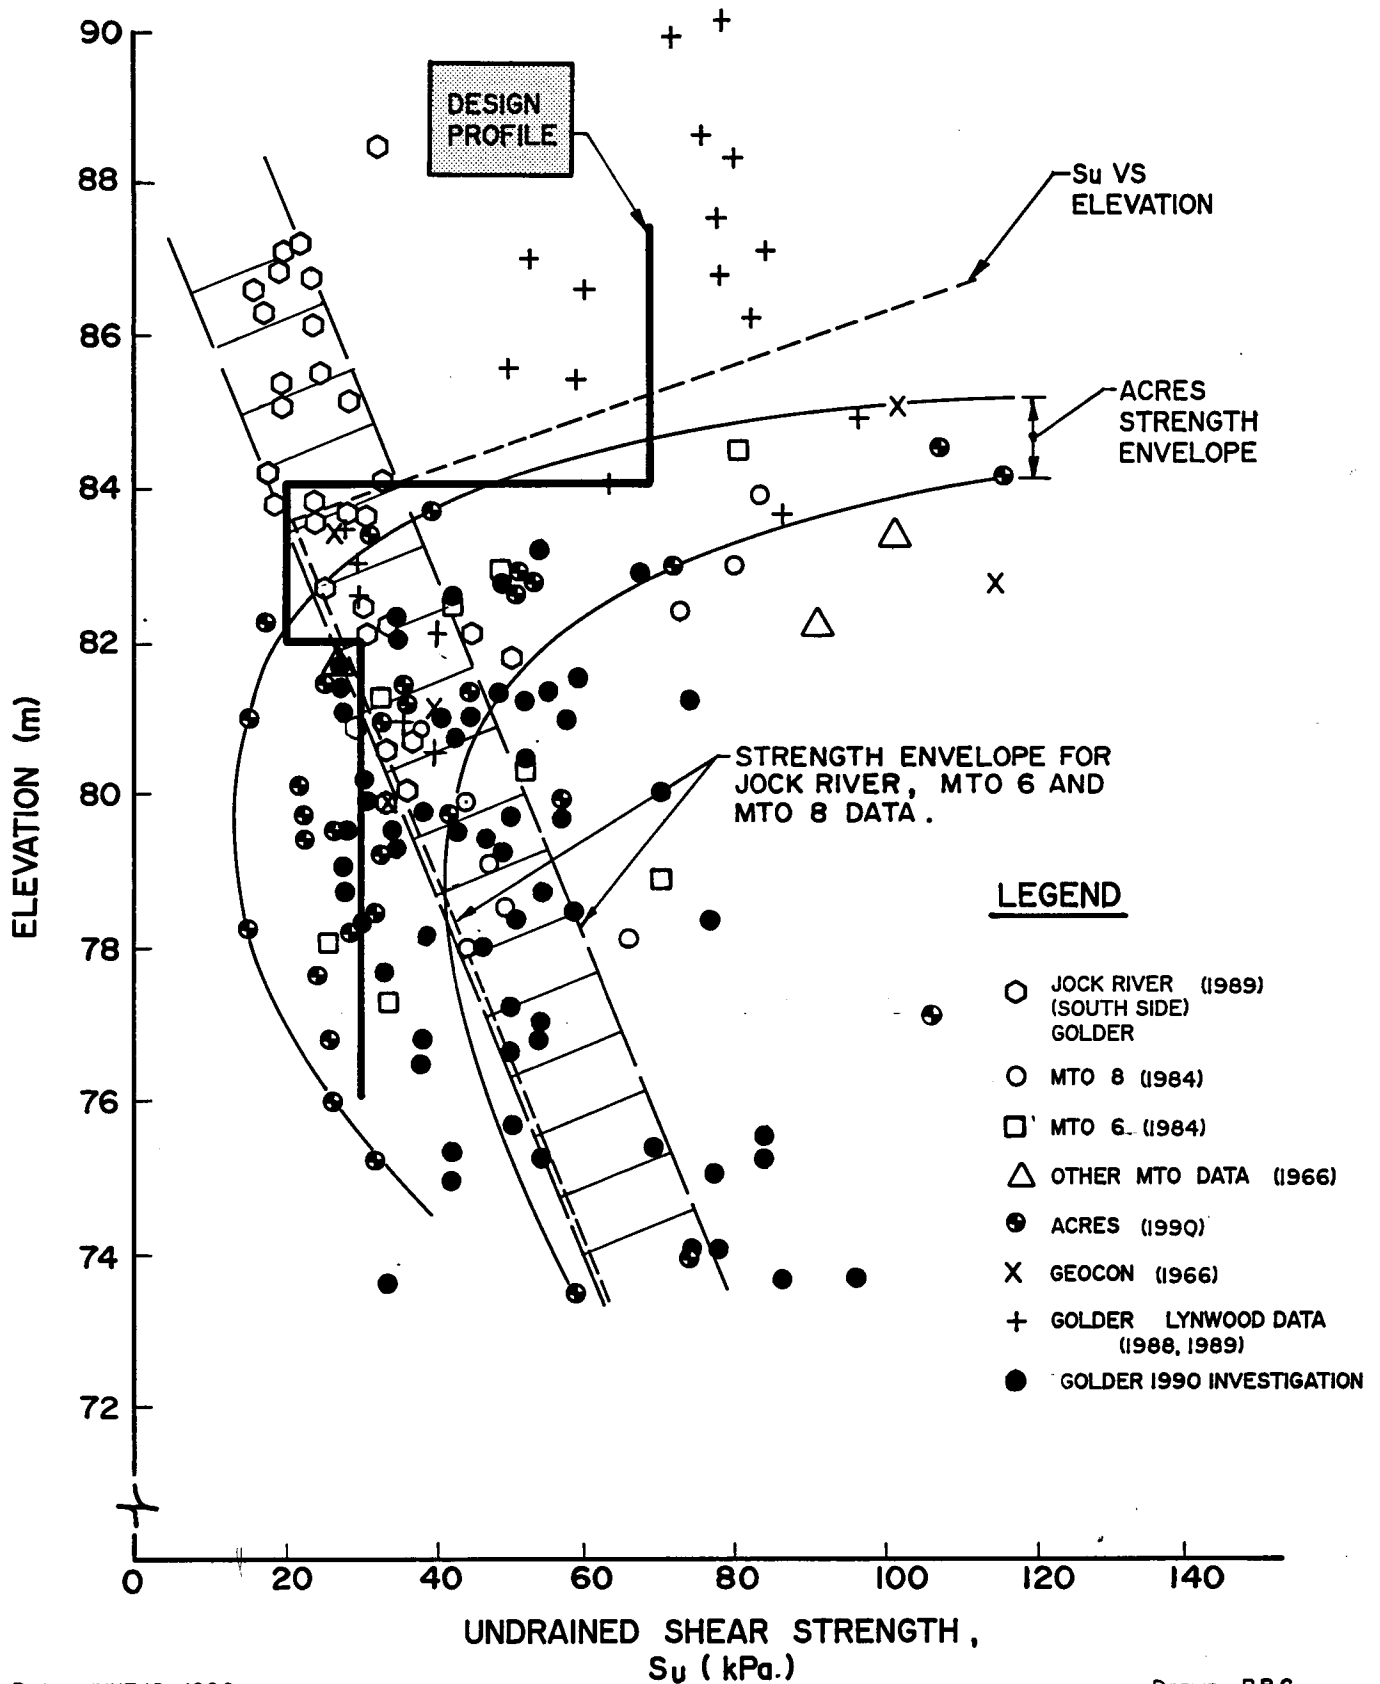 90
88
86
84
82
80
78
76
74
72
ELEVATION (m)
DESIGN
PROFILE
Su VS
ELEVATION
ACRES
STRENGTH
ENVELOPE
STRENGTH ENVELOPE FOR
JOCK RIVER, MTO 6 AND
MTO 8 DATA.
LEGEND
JOCK RIVER (1989)
(SOUTH SIDE)
GOLDER
MTO 8 (1984)
MTO 6 (1984)
OTHER MTO DATA (1966)
ACRES (1990)
GEOCON (1966)
GOLDER LYNWOOD DATA
(1988, 1989)
GOLDER 1990 INVESTIGATION
0 20 40 60 80 100 120 140
UNDRAINED SHEAR STRENGTH,
Su (kPa.)